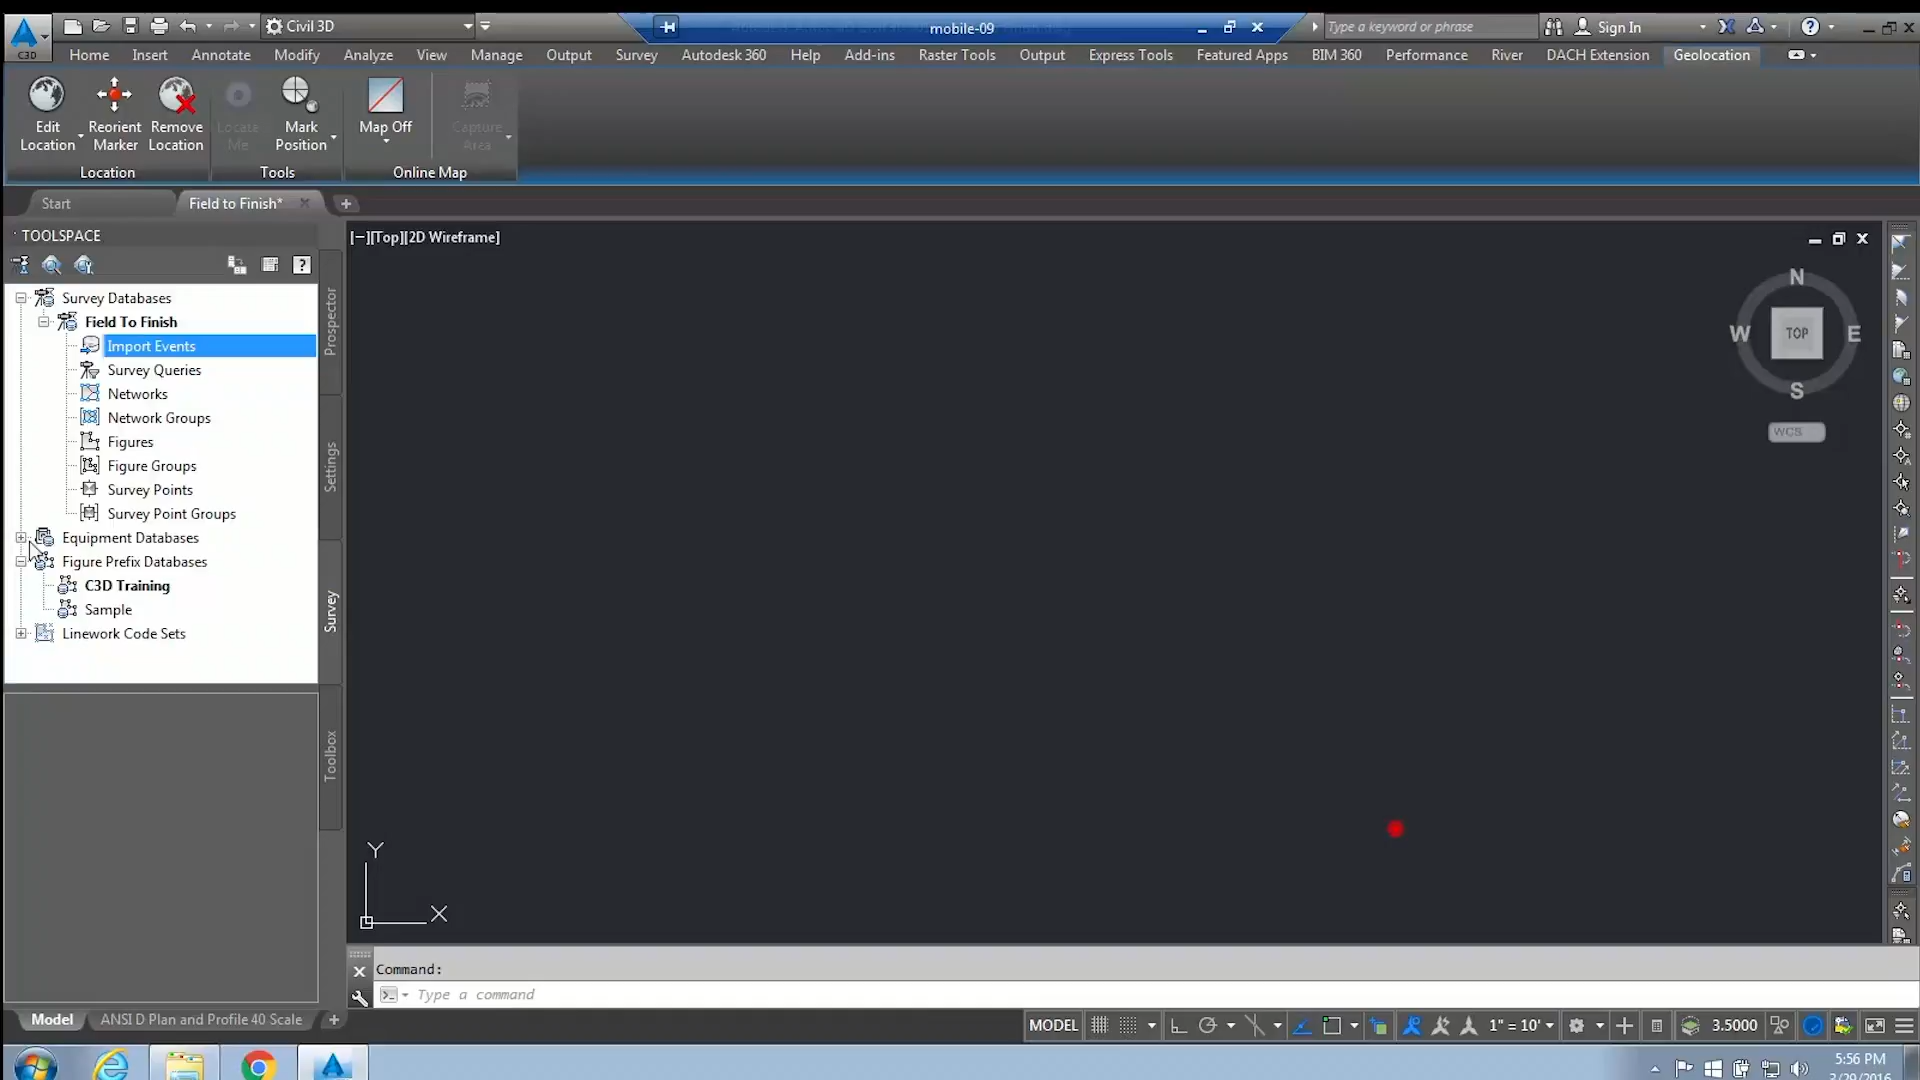 Civil 3D
mobile-09
Type a keyword or phrase
Sign In
C3D
Home Insert Annotate Modify Analyze View Manage Output Survey Autodesk 360 Help Add-ins Raster Tools Output Express Tools Featured Apps BIM 360 Performance River DACH Extension Geolocation
Edit Location
Reorient Marker
Remove Location
Locate Me
Mark Position
Map Off
Capture Area
Location Tools Online Map
Start Field to Finish*
TOOLSPACE
[−][Top][2D Wireframe]
Survey Databases
Field To Finish
Import Events
Survey Queries
Networks
Network Groups
Figures
Figure Groups
Survey Points
Survey Point Groups
Equipment Databases
Figure Prefix Databases
C3D Training
Sample
Linework Code Sets
Prospector
Settings
Survey
Toolbox
N
W TOP E
S
WCS
Y
X
Command:
Type a command
Model ANSI D Plan and Profile 40 Scale
MODEL 1" = 10' 3.5000
5:56 PM